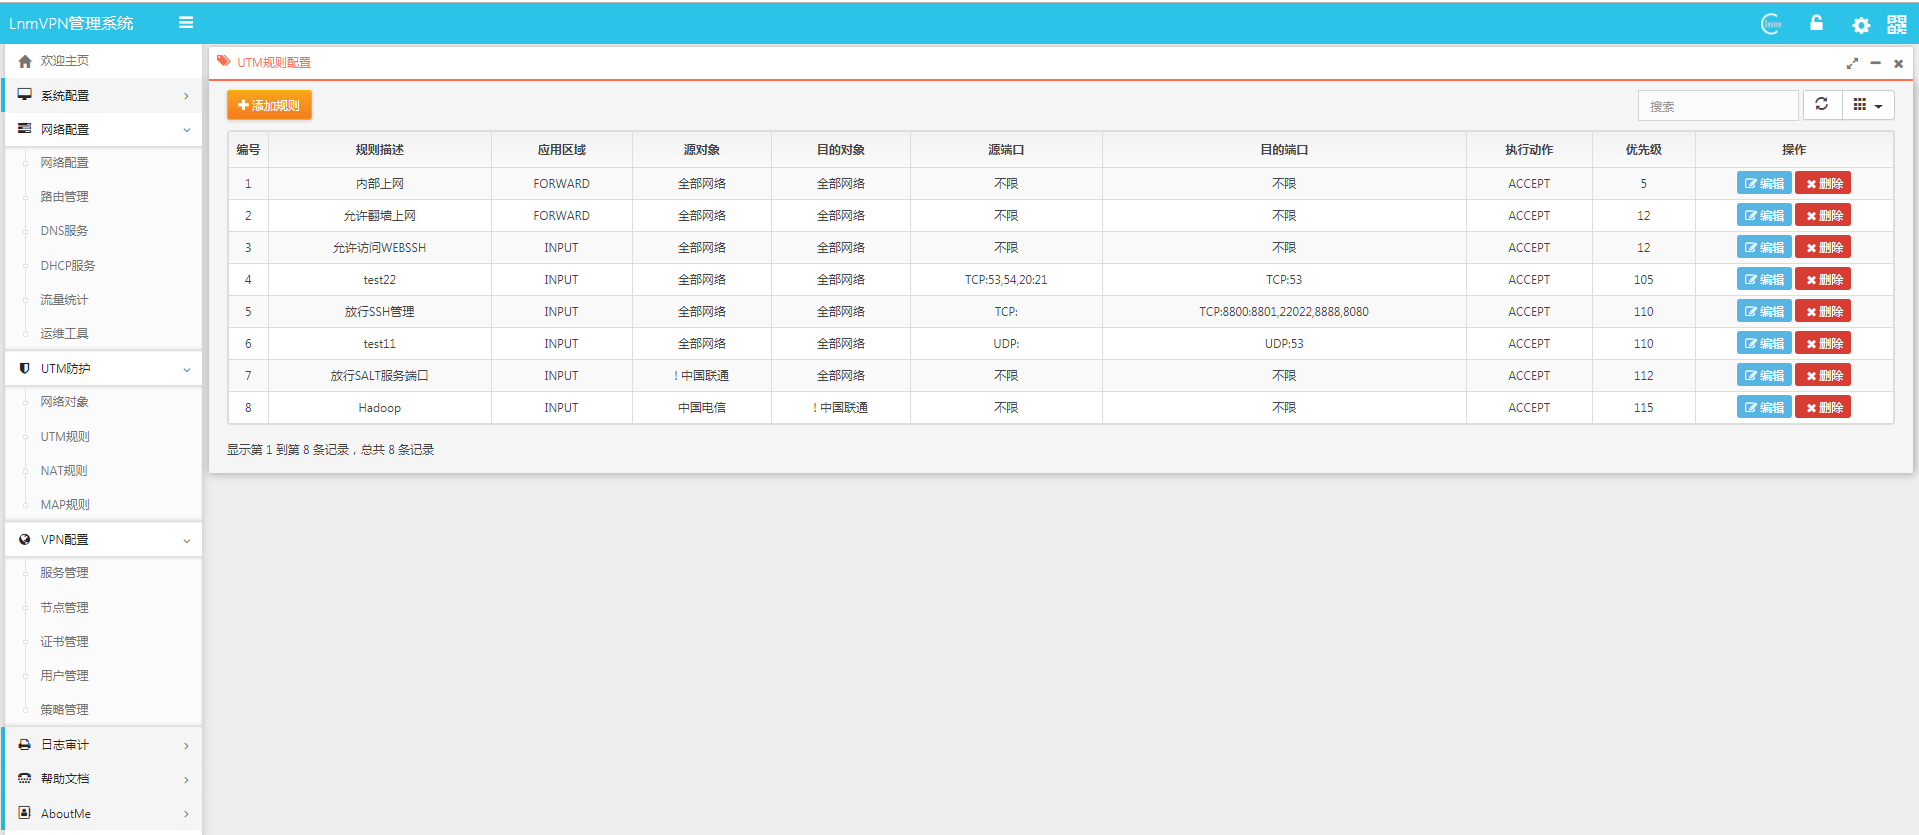 LnmVPN管理系统
lnm
欢迎主页
系统配置
网络配置
网络配置
路由管理
DNS服务
DHCP服务
流量统计
运维工具
UTM防护
网络对象
UTM规则
NAT规则
MAP规则
VPN配置
服务管理
节点管理
证书管理
用户管理
策略管理
日志审计
帮助文档
AboutMe
UTM规则配置
添加规则
搜索
编号 规则描述 应用区域 源对象 目的对象 源端口 目的端口 执行动作 优先级 操作
1 内部上网 FORWARD 全部网络 全部网络 不限 不限 ACCEPT 5 编辑 删除
2 允许翻墙上网 FORWARD 全部网络 全部网络 不限 不限 ACCEPT 12 编辑 删除
3 允许访问WEBSSH INPUT 全部网络 全部网络 不限 不限 ACCEPT 12 编辑 删除
4 test22 INPUT 全部网络 全部网络 TCP:53,54,20:21 TCP:53 ACCEPT 105 编辑 删除
5 放行SSH管理 INPUT 全部网络 全部网络 TCP: TCP:8800:8801,22022,8888,8080 ACCEPT 110 编辑 删除
6 test11 INPUT 全部网络 全部网络 UDP: UDP:53 ACCEPT 110 编辑 删除
7 放行SALT服务端口 INPUT ! 中国联通 全部网络 不限 不限 ACCEPT 112 编辑 删除
8 Hadoop INPUT 中国电信 ! 中国联通 不限 不限 ACCEPT 115 编辑 删除
显示第 1 到第 8 条记录，总共 8 条记录